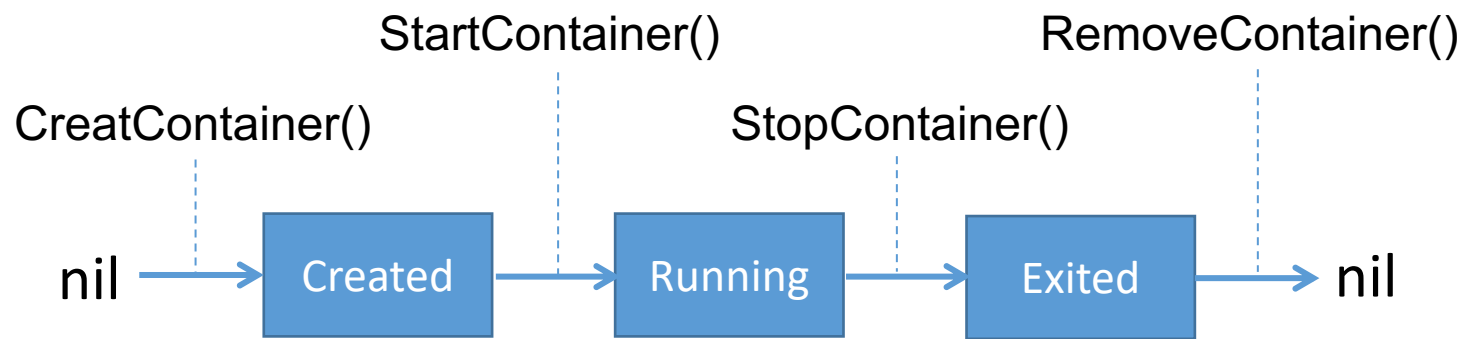 StartContainer()
RemoveContainer()
CreatContainer()
StopContainer()
nil
Created
Running
Exited
nil